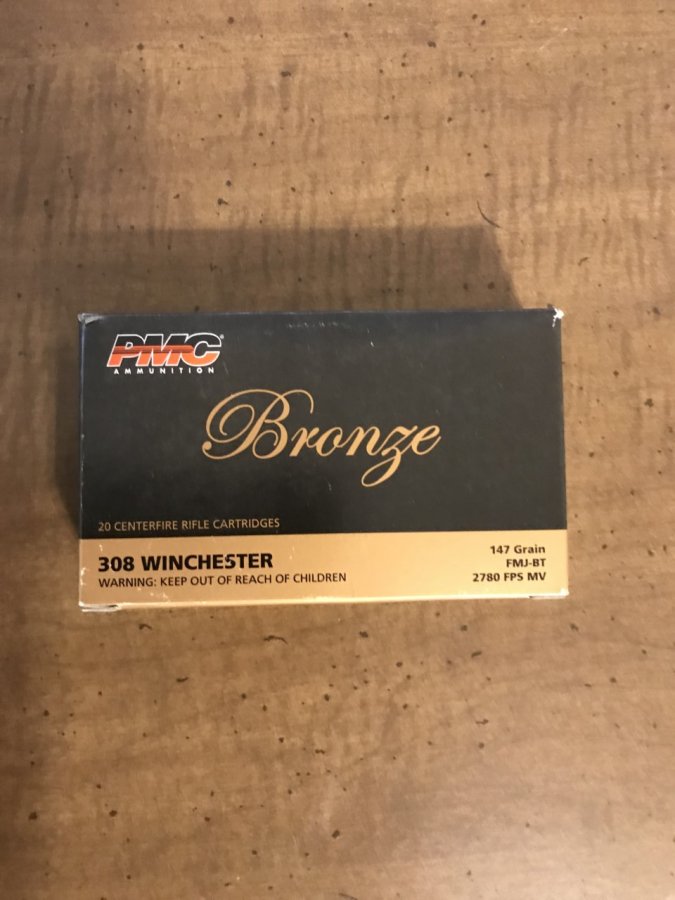 PMC®
AMMUNITION
Bronze
20 CENTERFIRE RIFLE CARTRIDGES
308 WINCHESTER
WARNING: KEEP OUT OF REACH OF CHILDREN
147 Grain
FMJ-BT
2780 FPS MV